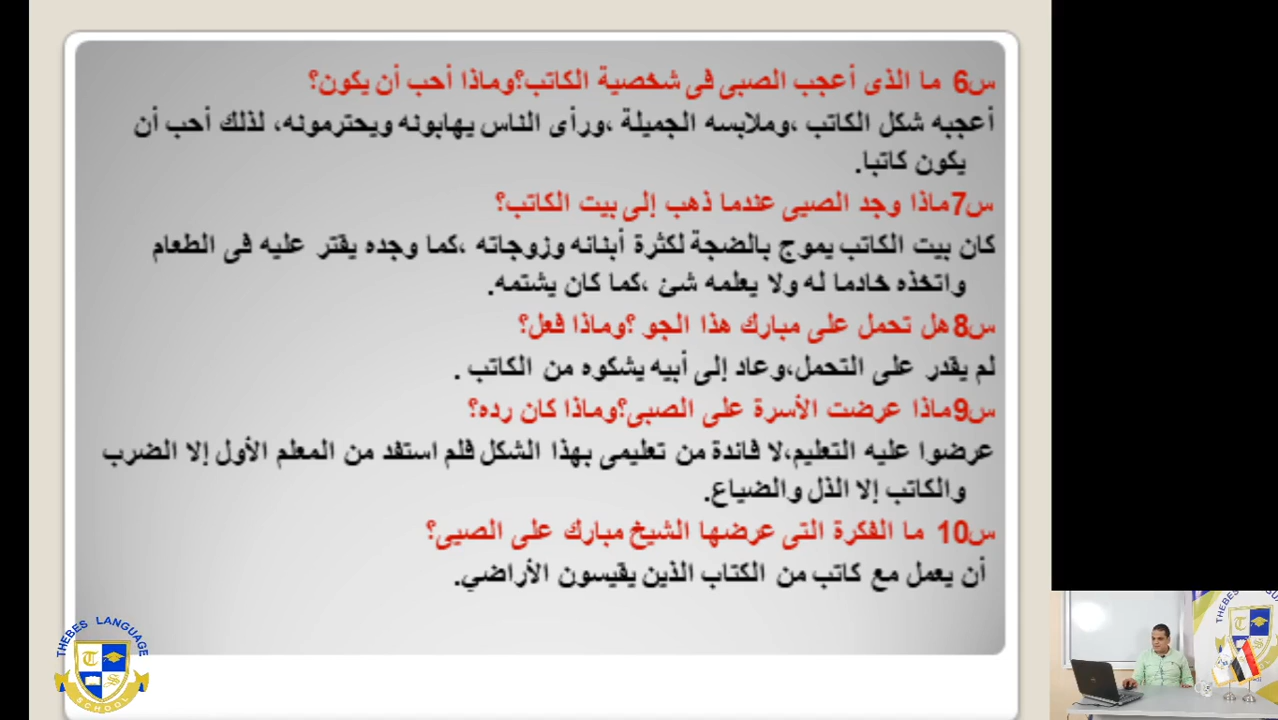 س6 ما الذى أعجب الصبى فى شخصية الكاتب؟وماذا أحب أن يكون؟
أعجبه شكل الكاتب ،وملابسه الجميلة ،ورأى الناس يهابونه ويحترمونه، لذلك أحب أن
يكون كاتبا.
س7ماذا وجد الصبى عندما ذهب إلى بيت الكاتب؟
كان بيت الكاتب يموج بالضجة لكثرة أبنائه وزوجاته ،كما وجده يقتر عليه فى الطعام
واتخذه خادما له ولا يعلمه شئ ،كما كان يشتمه.
س8هل تحمل على مبارك هذا الجو ؟وماذا فعل؟
لم يقدر على التحمل،وعاد إلى أبيه يشكوه من الكاتب .
س9ماذا عرضت الأسرة على الصبى؟وماذا كان رده؟
عرضوا عليه التعليم،لا فائدة من تعليمى بهذا الشكل فلم استفد من المعلم الأول إلا الضرب
والكاتب إلا الذل والضياع.
س10 ما الفكرة التى عرضها الشيخ مبارك على الصبى؟
أن يعمل مع كاتب من الكتاب الذين يقيسون الأراضي.
THEBES LANGUAGE
T
S
SCHOOL